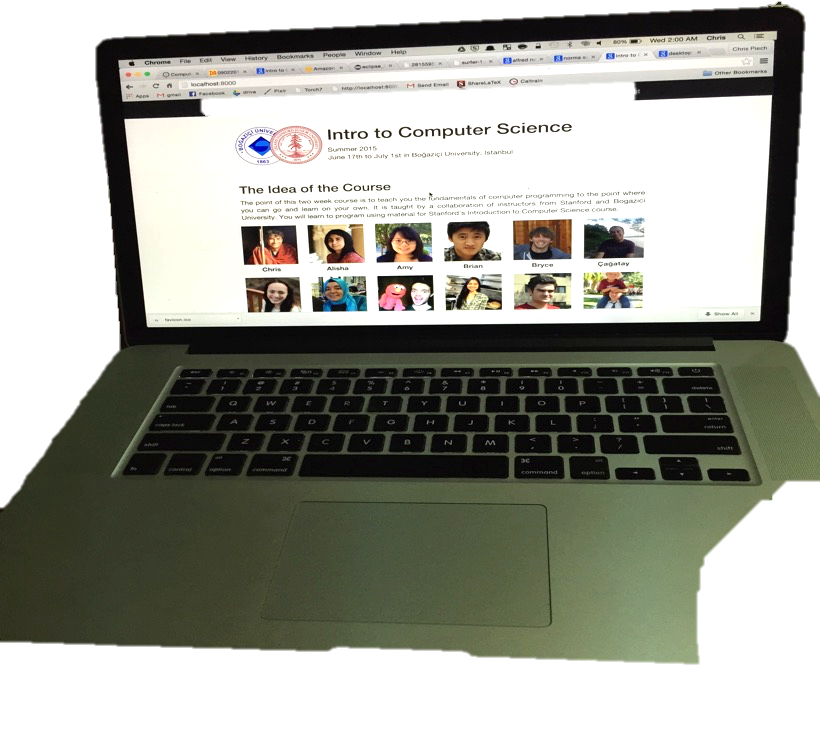 Chrome File Edit View History Bookmarks People Window Help 80% Wed 2:00 AM Chris
Chris Piech
localhost:8000
Apps gmail Facebook drive Pixlr Torch7 Send Email ShareLaTeX Caltrain Other Bookmarks
Intro to Computer Science
Summer 2015
June 17th to July 1st in Boğaziçi University, Istanbul
The Idea of the Course
The point of this two week course is to teach you the fundamentals of computer programming to the point where
you can go and learn on your own. It is taught by a collaboration of instructors from Stanford and Bogazici
University. You will learn to program using material for Stanford's Introduction to Computer Science course.
Chris Alisha Amy Brian Bryce Çağatay
favicon.ico Show All
delete
Q W E R T Y U I O P
caps lock A S D F G H J K L return
shift Z X C V B N M shift
fn control option command command option